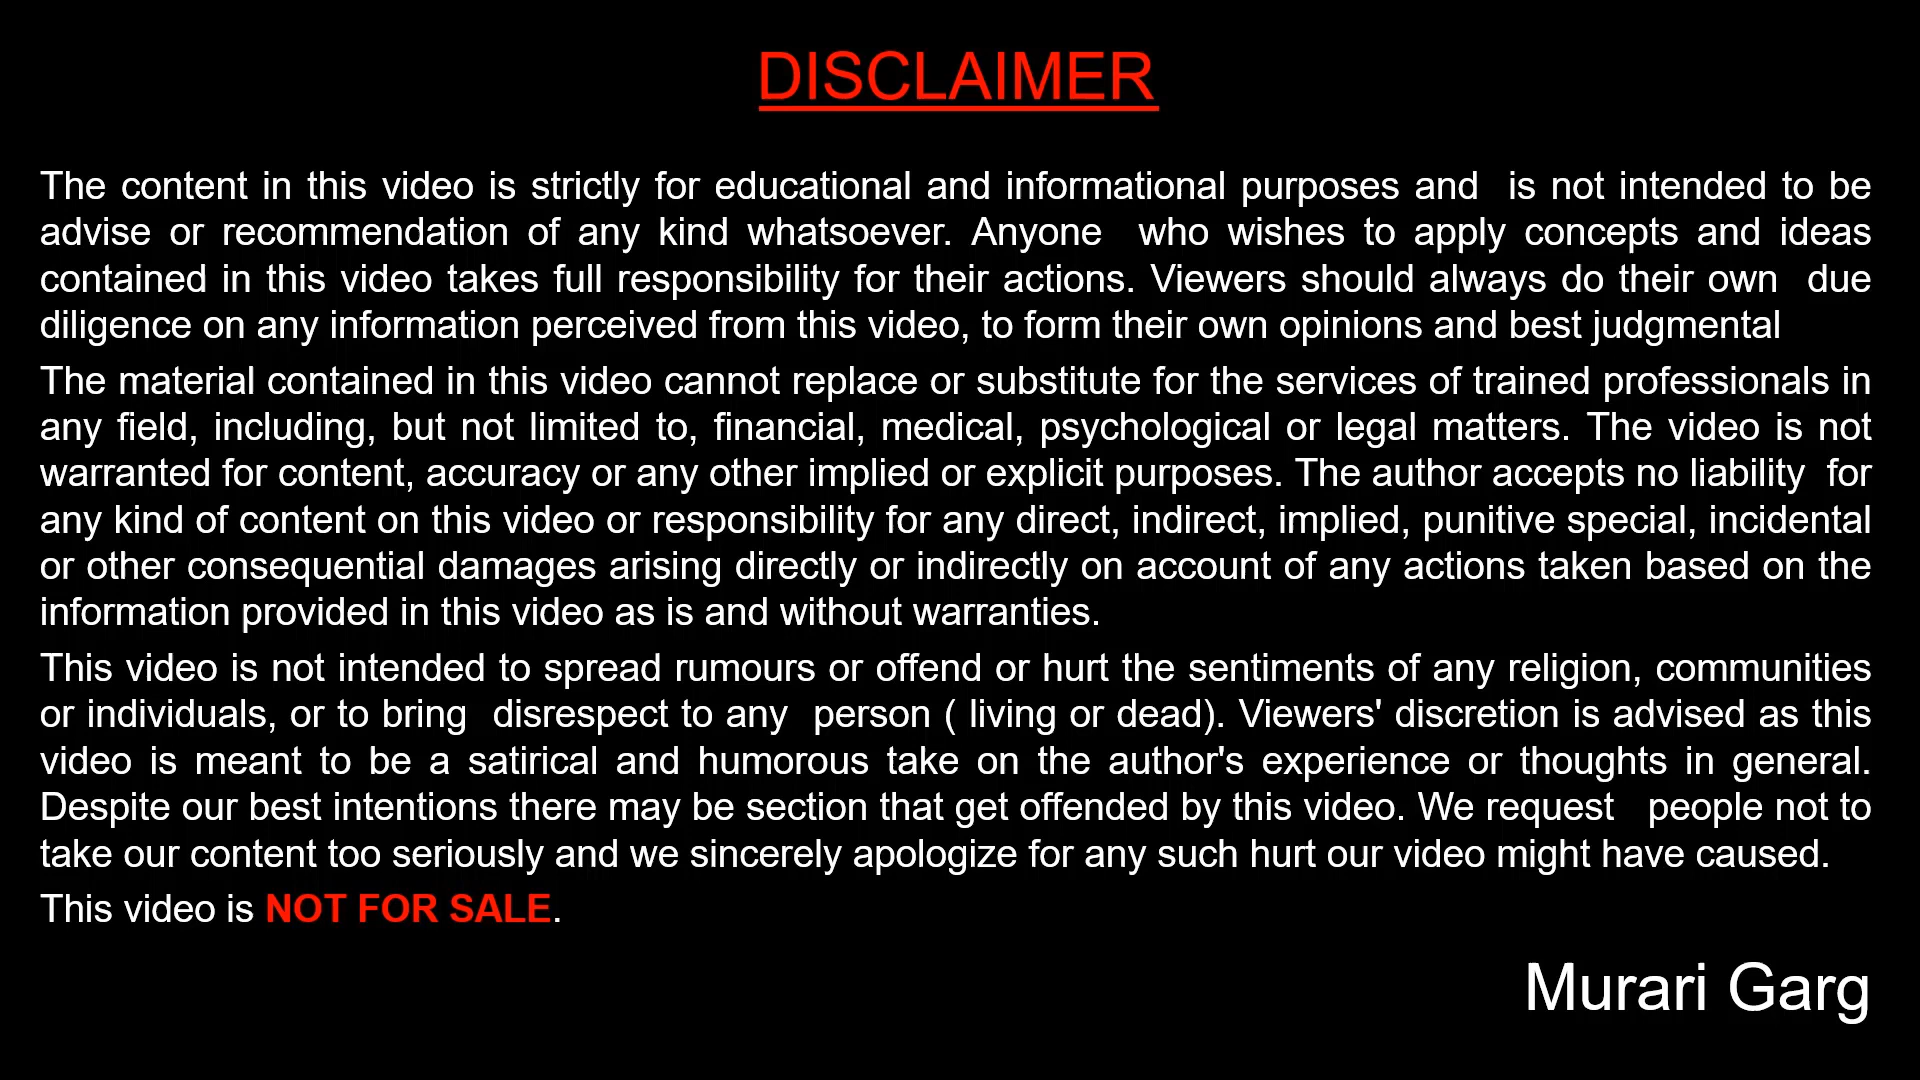 DISCLAIMER
The content in this video is strictly for educational and informational purposes and is not intended to be
advise or recommendation of any kind whatsoever. Anyone who wishes to apply concepts and ideas
contained in this video takes full responsibility for their actions. Viewers should always do their own due
diligence on any information perceived from this video, to form their own opinions and best judgmental
The material contained in this video cannot replace or substitute for the services of trained professionals in
any field, including, but not limited to, financial, medical, psychological or legal matters. The video is not
warranted for content, accuracy or any other implied or explicit purposes. The author accepts no liability for
any kind of content on this video or responsibility for any direct, indirect, implied, punitive special, incidental
or other consequential damages arising directly or indirectly on account of any actions taken based on the
information provided in this video as is and without warranties.
This video is not intended to spread rumours or offend or hurt the sentiments of any religion, communities
or individuals, or to bring disrespect to any person ( living or dead). Viewers' discretion is advised as this
video is meant to be a satirical and humorous take on the author's experience or thoughts in general.
Despite our best intentions there may be section that get offended by this video. We request people not to
take our content too seriously and we sincerely apologize for any such hurt our video might have caused.
This video is NOT FOR SALE.
Murari Garg